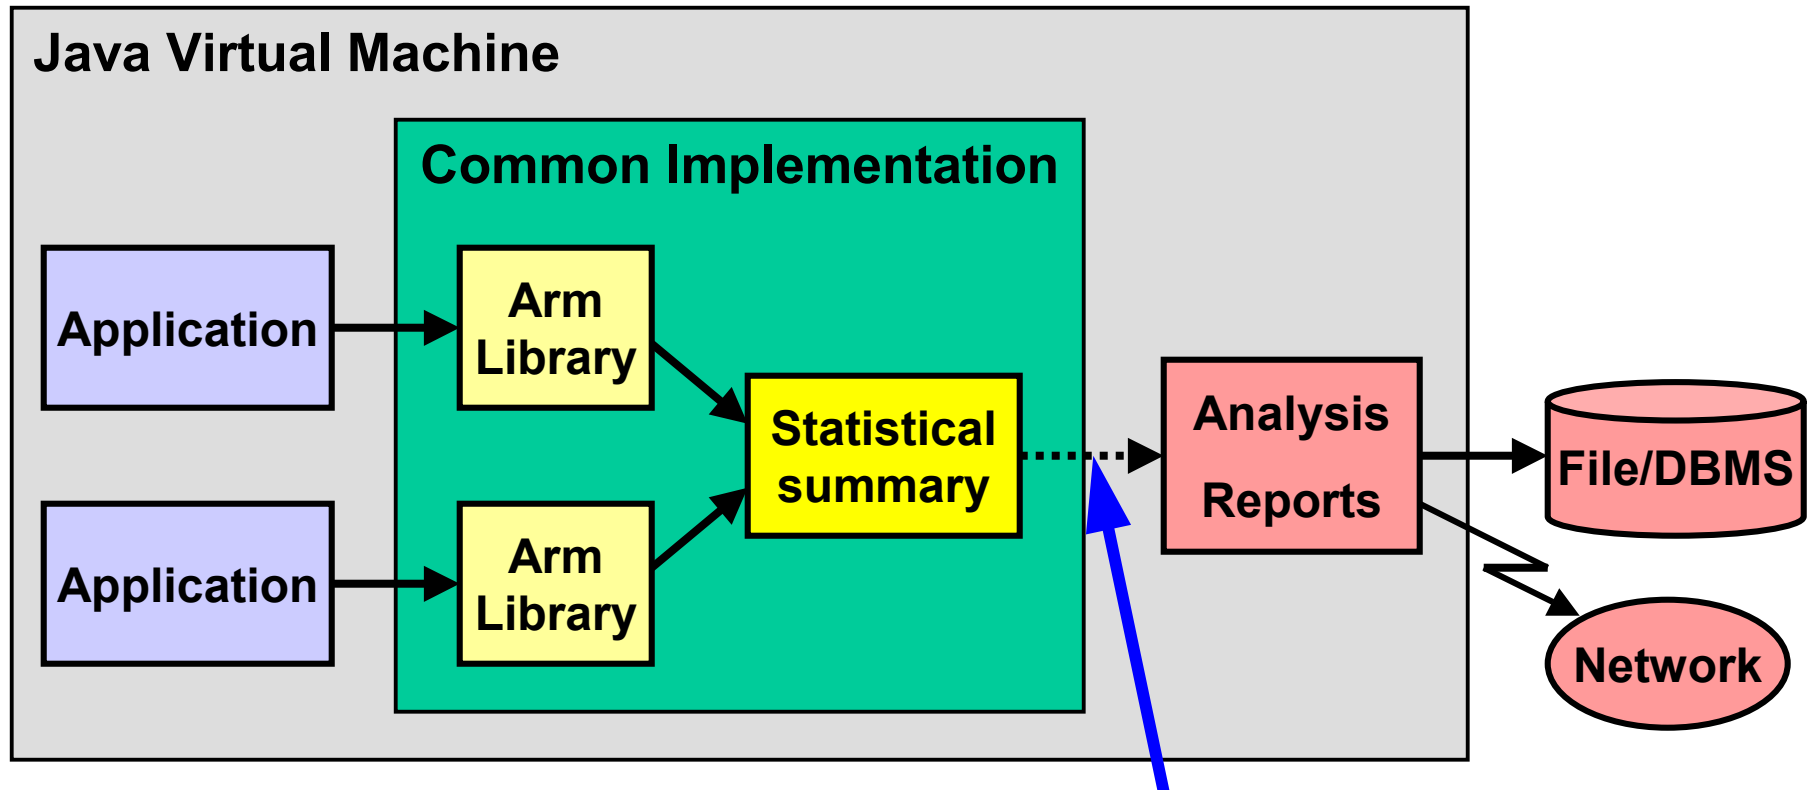 Java Virtual Machine
Common Implementation
Application
Arm
Library
Statistical
summary
Analysis
Reports
File/DBMS
Application
Arm
Library
Network